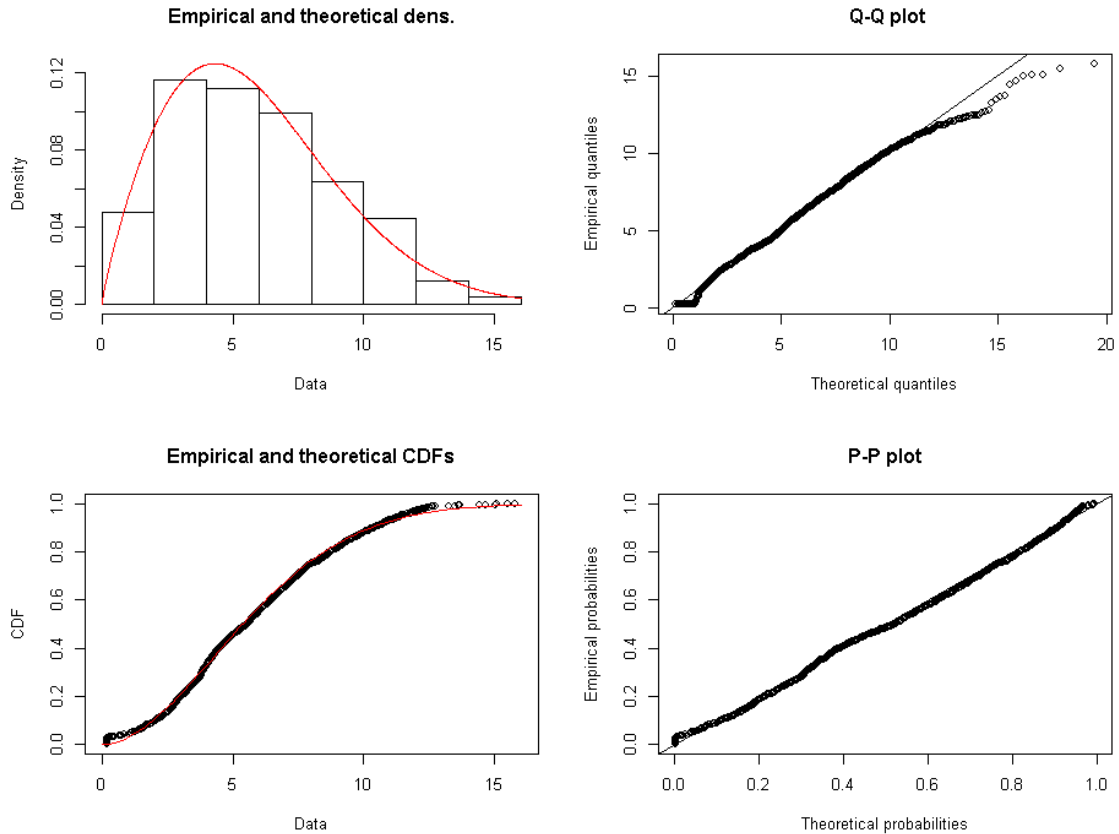 Empirical and theoretical dens.
Density
0.00 0.04 0.08 0.12
0 5 10 15
Data
Q-Q plot
Empirical quantiles
0 5 10 15
0 5 10 15 20
Theoretical quantiles
Empirical and theoretical CDFs
CDF
0.0 0.2 0.4 0.6 0.8 1.0
0 5 10 15
Data
P-P plot
Empirical probabilities
0.0 0.2 0.4 0.6 0.8 1.0
0.0 0.2 0.4 0.6 0.8 1.0
Theoretical probabilities